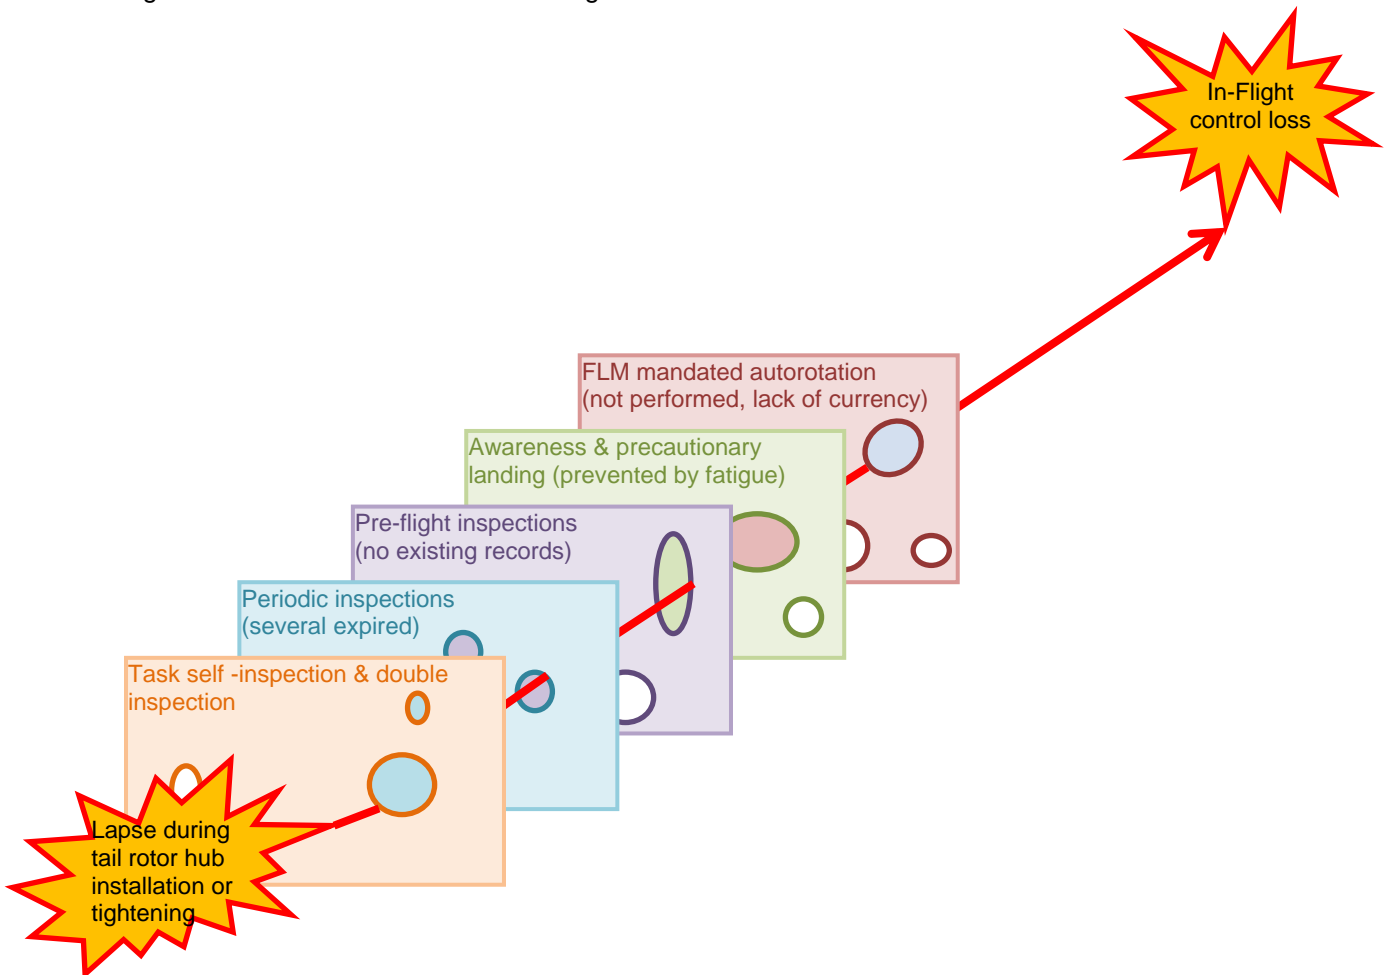 In-Flight
control loss
FLM mandated autorotation
(not performed, lack of currency)
Awareness & precautionary
landing (prevented by fatigue)
Pre-flight inspections
(no existing records)
Periodic inspections
(several expired)
Task self -inspection & double
inspection
Lapse during
tail rotor hub
installation or
tightening